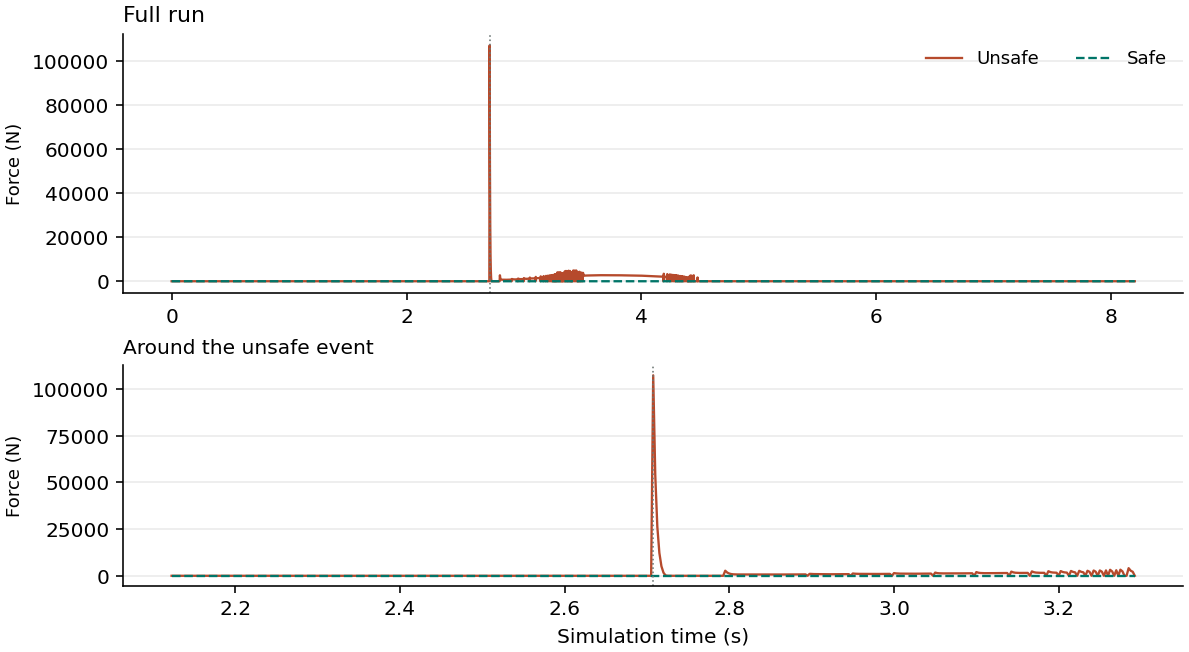 Full run
Unsafe Safe
100000
80000
60000
40000
20000
0
Force (N)
0 2 4 6 8
Around the unsafe event
100000
75000
50000
25000
0
Force (N)
2.2 2.4 2.6 2.8 3.0 3.2
Simulation time (s)